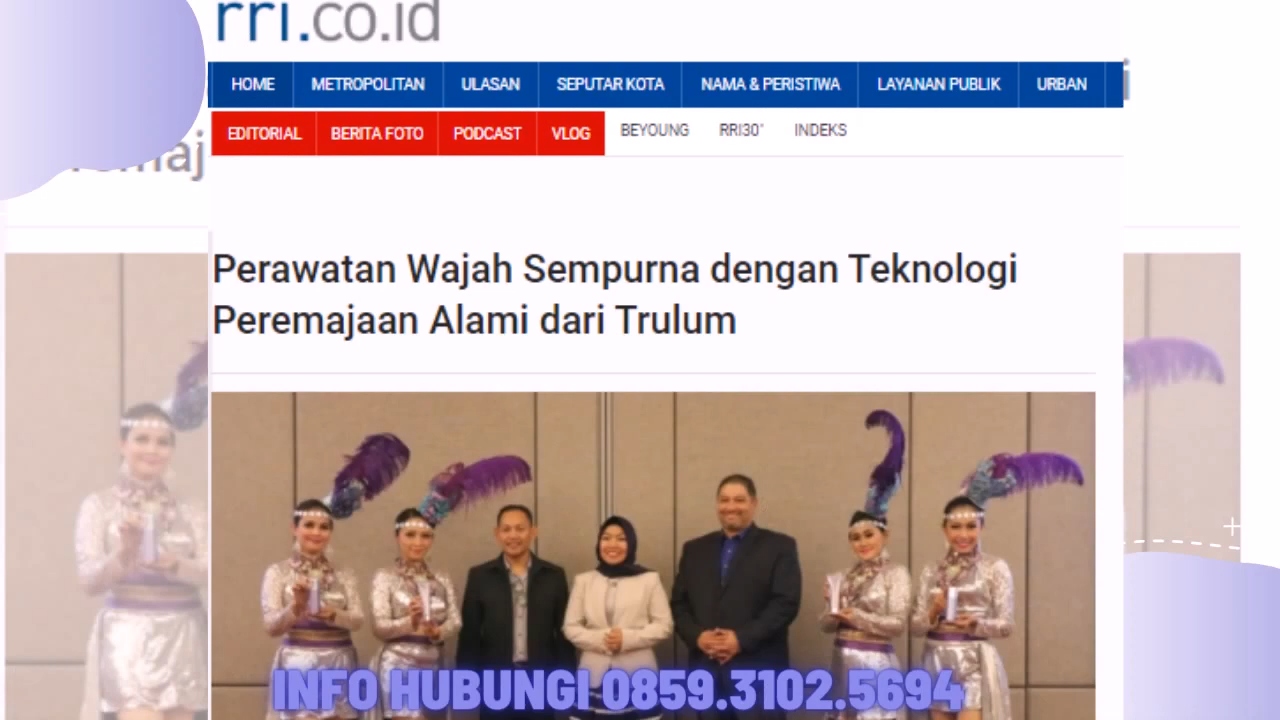 rri.co.id
HOME METROPOLITAN ULASAN SEPUTAR KOTA NAMA & PERISTIWA LAYANAN PUBLIK URBAN
EDITORIAL BERITA FOTO PODCAST VLOG BEYOUNG RRI30" INDEKS
Perawatan Wajah Sempurna dengan Teknologi
Peremajaan Alami dari Trulum
INFO HUBUNGI 0859.3102.5694